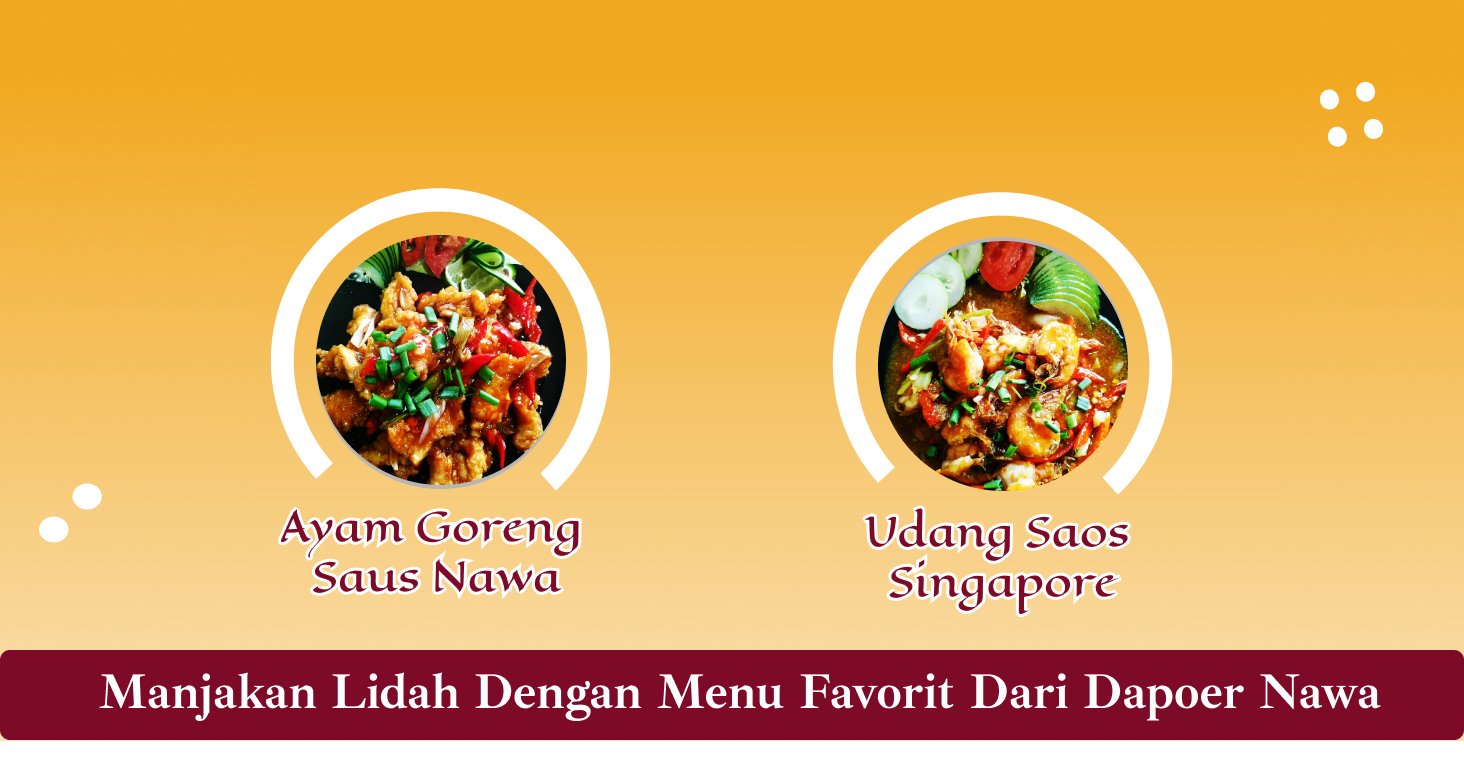 Ayam Goreng
Saus Nawa
Udang Saos
Singapore
Manjakan Lidah Dengan Menu Favorit Dari Dapoer Nawa